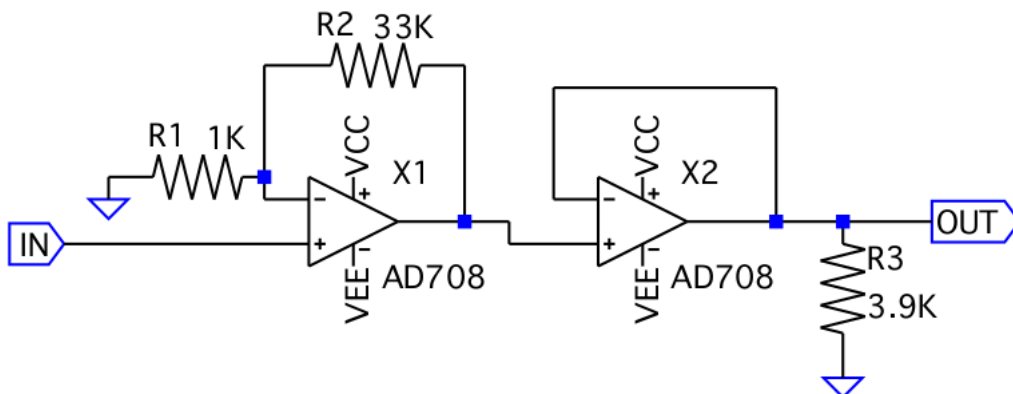 R2 33K
R1 1K
VCC
X1
VCC
X2
-
+
-
+
+
-
+
-
IN
OUT
AD708
AD708
VEE
VEE
R3
3.9K